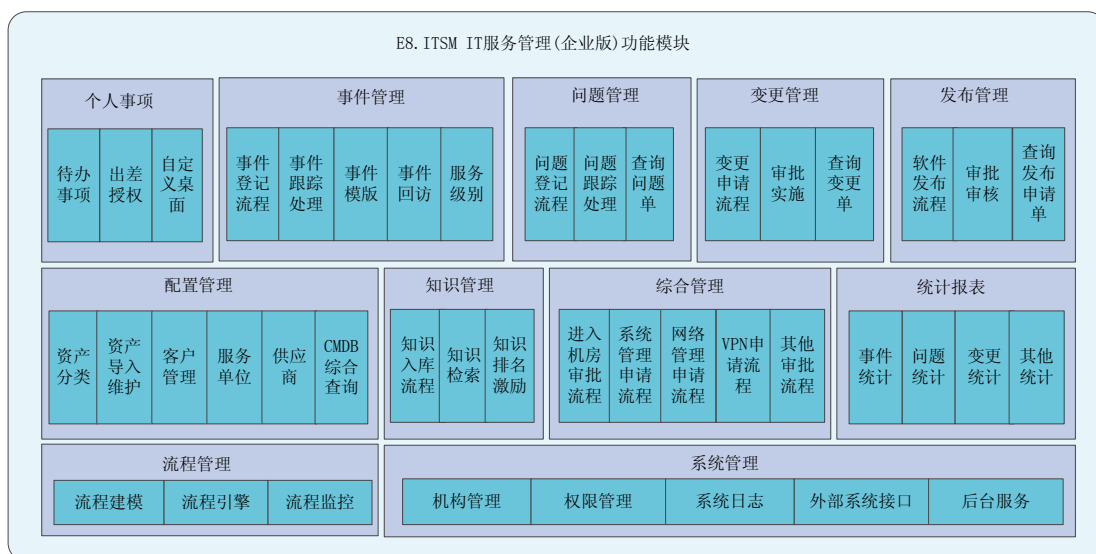 E8.ITSM IT服务管理(企业版)功能模块
个人事项
待办
事项
出差
授权
自定
义桌
面
事件管理
事件
登记
流程
事件
跟踪
处理
事件
模版
事件
回访
服务
级别
问题管理
问题
登记
流程
问题
跟踪
处理
查询
问题
单
变更管理
变更
申请
流程
审批
实施
查询
变更
单
发布管理
软件
发布
流程
审批
审核
查询
发布
申请
单
配置管理
资产
分类
资产
导入
维护
客户
管理
服务
单位
供应
商
CMDB
综合
查询
知识管理
知识
入库
流程
知识
检索
知识
排名
激励
综合管理
进入
机房
审批
流程
系统
管理
申请
流程
网络
管理
申请
流程
VPN申
请流
程
其他
审批
流程
统计报表
事件
统计
问题
统计
变更
统计
其他
统计
流程管理
流程建模
流程引擎
流程监控
系统管理
机构管理
权限管理
系统日志
外部系统接口
后台服务